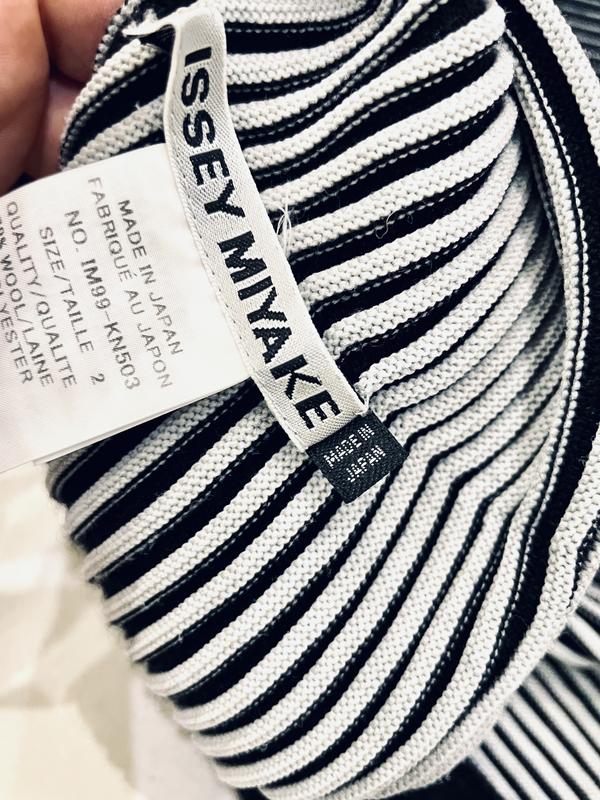 ISSEY MIYAKE
MADE IN
JAPAN
MADE IN JAPAN
FABRIQUÉ AU JAPON
NO. IM99-KN503
SIZE/TAILLE 2
QUALITY/QUALITE
WOOL/LAINE